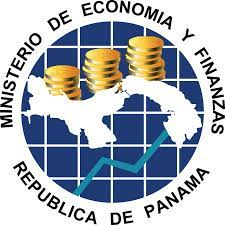 MINISTERIO DE ECONOMIA Y FINANZAS
REPUBLICA DE PANAMA